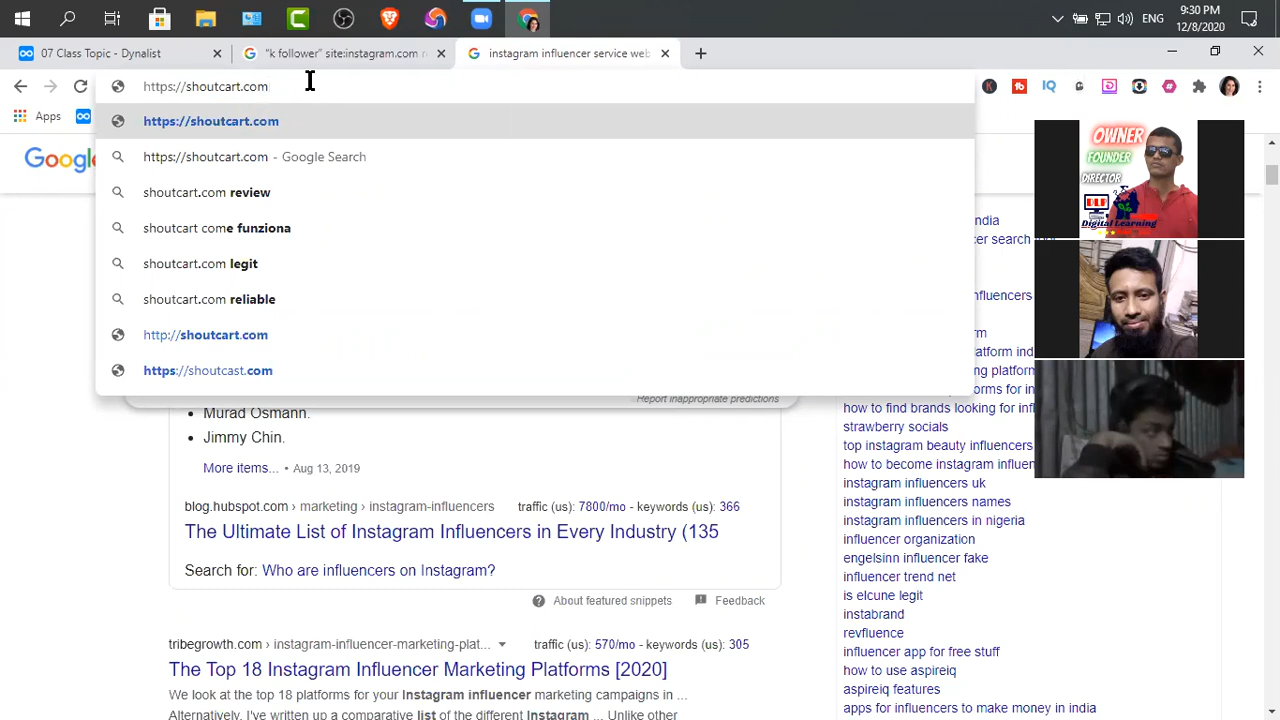 9:30 PM
ENG
12/8/2020
07 Class Topic - Dynalist
"k follower" site:instagram.com r
instagram influencer service web
https://shoutcart.com
Apps
https://shoutcart.com
https://shoutcart.com - Google Search
shoutcart.com review
shoutcart.com e funziona
shoutcart.com legit
shoutcart.com reliable
http://shoutcart.com
https://shoutcast.com
Google
OWNER
FOUNDER
DIRECTOR
DLF
Digital Learning
Report inappropriate predictions
Murad Osmann.
Jimmy Chin.
More items... • Aug 13, 2019
blog.hubspot.com › marketing › instagram-influencers
traffic (us): 7800/mo - keywords (us): 366
The Ultimate List of Instagram Influencers in Every Industry (135
Search for: Who are influencers on Instagram?
About featured snippets
Feedback
tribegrowth.com › instagram-influencer-marketing-plat...
traffic (us): 570/mo - keywords (us): 305
The Top 18 Instagram Influencer Marketing Platforms [2020]
We look at the top 18 platforms for your Instagram influencer marketing campaigns in ...
Alternatively, I've written up a comparative list of the different Instagram ... Unlike other
how to find brands looking for inf
strawberry socials
top instagram beauty influencers
how to become instagram influen
instagram influencers uk
instagram influencers names
instagram influencers in nigeria
influencer organization
engelsinn influencer fake
influencer trend net
is elcune legit
instabrand
revfluence
influencer app for free stuff
how to use aspireiq
aspireiq features
apps for influencers to make money in india